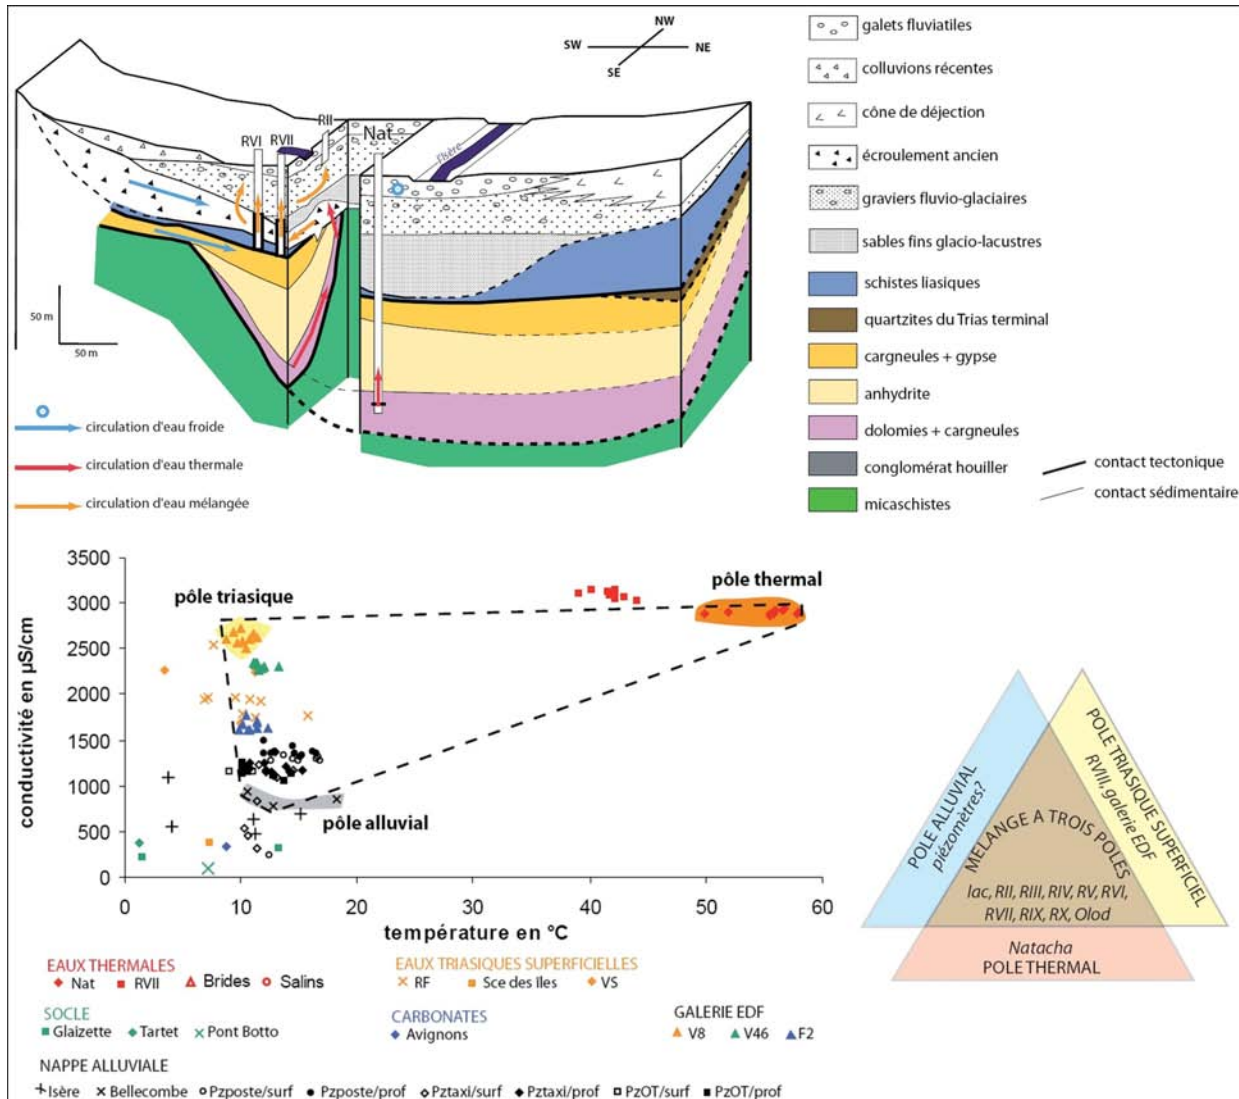 NW
SW
NE
SE
RVI
RVII
RII
Nat
Isère
50 m
50 m
circulation d'eau froide
circulation d'eau thermale
circulation d'eau mélangée
galets fluviatiles
colluvions récentes
cône de déjection
écroulement ancien
graviers fluvio-glaciaires
sables fins glacio-lacustres
schistes liasiques
quartzites du Trias terminal
cargneules + gypse
anhydrite
dolomies + cargneules
conglomérat houiller
micaschistes
contact tectonique
contact sédimentaire
3500
3000
2500
2000
1500
1000
500
0
conductivité en µS/cm
pôle triasique
pôle thermal
pôle alluvial
0 10 20 30 40 50 60
température en °C
EAUX THERMALES
Nat RVII Brides Salins
EAUX TRIASIQUES SUPERFICIELLES
RF Sce des Iles VS
SOCLE
Glaizette Tartet Pont Botto
CARBONATES
Avignons
GALERIE EDF
V8 V46 F2
NAPPE ALLUVIALE
Isère Bellecombe Pzposte/surf Pzposte/prof Pztaxi/surf Pztaxi/prof PzOT/surf PzOT/prof
POLE ALLUVIAL
piézomètres?
POLE TRIASIQUE SUPERFICIEL
RVIII, galerie EDF
MELANGE A TROIS POLES
lac, RII, RIII, RIV, RV, RVI,
RVII, RIX, RX, Olod
Natacha
POLE THERMAL